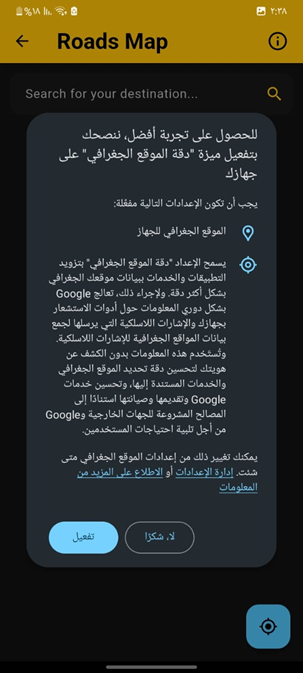 %١٨ ٢:٣٨
Roads Map
Search for your destination...
للحصول على تجربة أفضل، ننصحك
بتفعيل ميزة "دقة الموقع الجغرافي" على
جهازك
يجب أن تكون الإعدادات التالية مفعّلة:
الموقع الجغرافي للجهاز
يسمح الإعداد "دقة الموقع الجغرافي" بتزويد
التطبيقات والخدمات ببيانات موقعك الجغرافي
بشكل أكثر دقة. ولإجراء ذلك، تعالج Google
بشكل دوري المعلومات حول أدوات الاستشعار
بجهازك والإشارات اللاسلكية التي يرسلها لجمع
بيانات المواقع الجغرافية للإشارات اللاسلكية.
وتُستخدم هذه المعلومات بدون الكشف عن
هويتك لتحسين دقة تحديد الموقع الجغرافي
والخدمات المستندة إليها، وتحسين خدمات
Google وتقديمها وصيانتها استنادًا إلى
المصالح المشروعة للجهات الخارجية وGoogle
من أجل تلبية احتياجات المستخدمين.
يمكنك تغيير ذلك من إعدادات الموقع الجغرافي متى
شئت. إدارة الإعدادات أو الاطلاع على المزيد من
المعلومات
لا، شكرًا
تفعيل